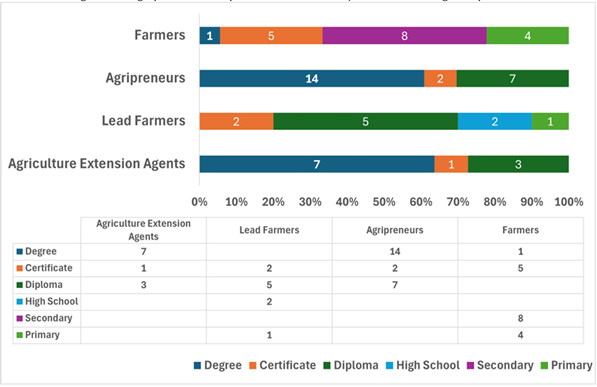 Farmers 1 5 8 4
Agripreneurs 14 2 7
Lead Farmers 2 5 2 1
Agriculture Extension Agents 7 1 3
0% 10% 20% 30% 40% 50% 60% 70% 80% 90% 100%
Agriculture Extension Agents Lead Farmers Agripreneurs Farmers
Degree 7 14 1
Certificate 1 2 2 5
Diploma 3 5 7
High School 2
Secondary 8
Primary 1 4
Degree Certificate Diploma High School Secondary Primary